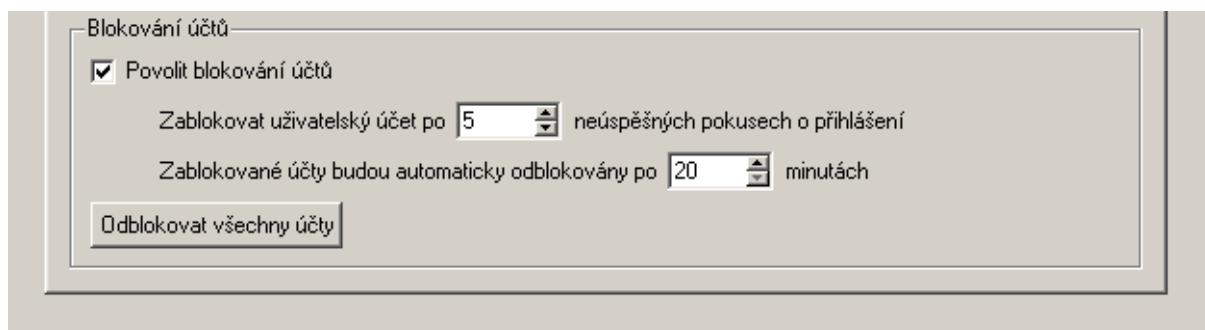 Blokování účtů
Povolit blokování účtů
Zablokovat uživatelský účet po 5 neúspěšných pokusech o přihlášení
Zablokované účty budou automaticky odblokovány po 20 minutách
Odblokovat všechny účty